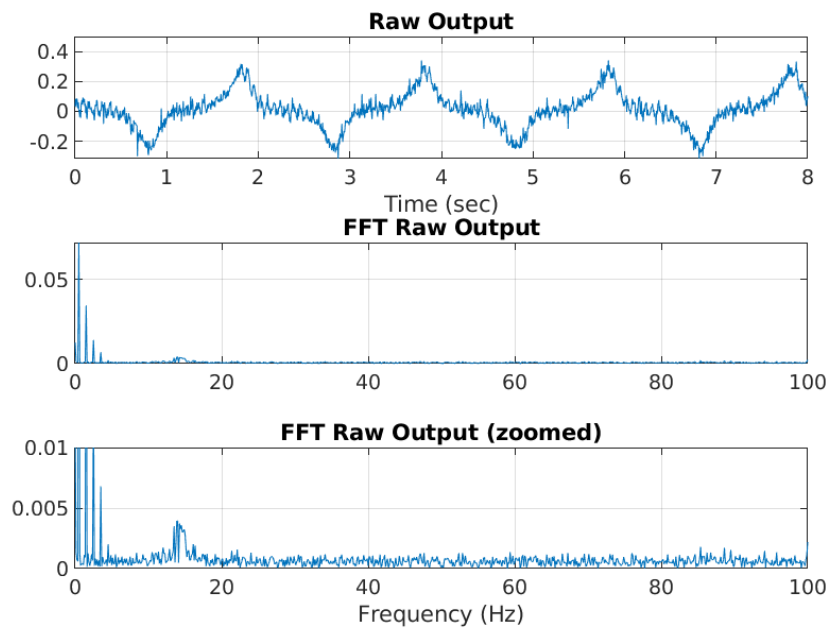 Raw Output
0.4
0.2
0
-0.2
0 1 2 3 4 5 6 7 8
Time (sec)
FFT Raw Output
0.05
0
0 20 40 60 80 100
FFT Raw Output (zoomed)
0.01
0.005
0
0 20 40 60 80 100
Frequency (Hz)